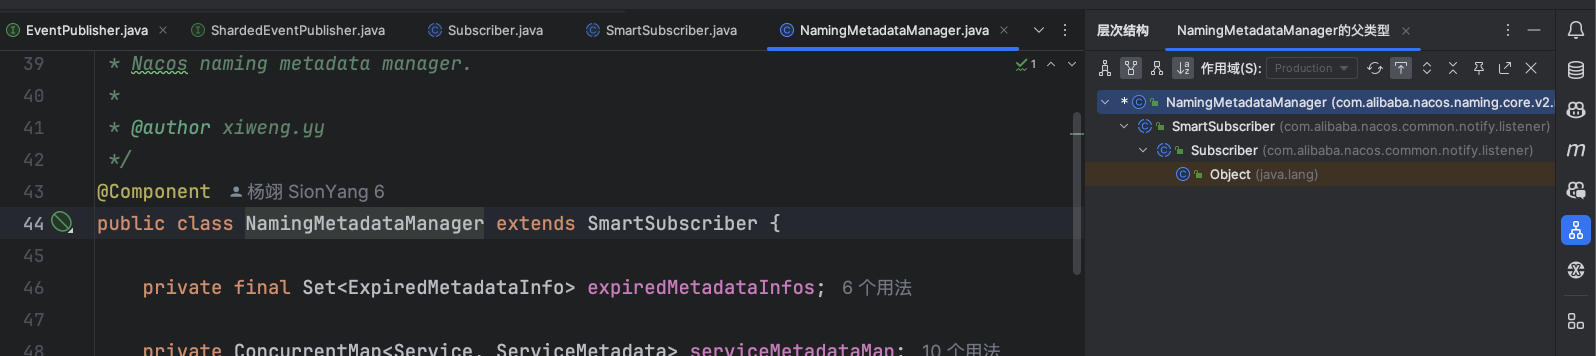 EventPublisher.java
ShardedEventPublisher.java
Subscriber.java
SmartSubscriber.java
NamingMetadataManager.java
39 * Nacos naming metadata manager.
1
40 *
41 * @author xiweng.yy
42 */
43 @Component 杨翊 SionYang 6
44 public class NamingMetadataManager extends SmartSubscriber {
45
46 private final Set<ExpiredMetadataInfo> expiredMetadataInfos; 6 个用法
47
48 private ConcurrentMap<Service, ServiceMetadata> serviceMetadataMap; 10 个用法
层次结构 NamingMetadataManager的父类型
作用域(S): Production
* NamingMetadataManager (com.alibaba.nacos.naming.core.v2.
SmartSubscriber (com.alibaba.nacos.common.notify.listener)
Subscriber (com.alibaba.nacos.common.notify.listener)
Object (java.lang)